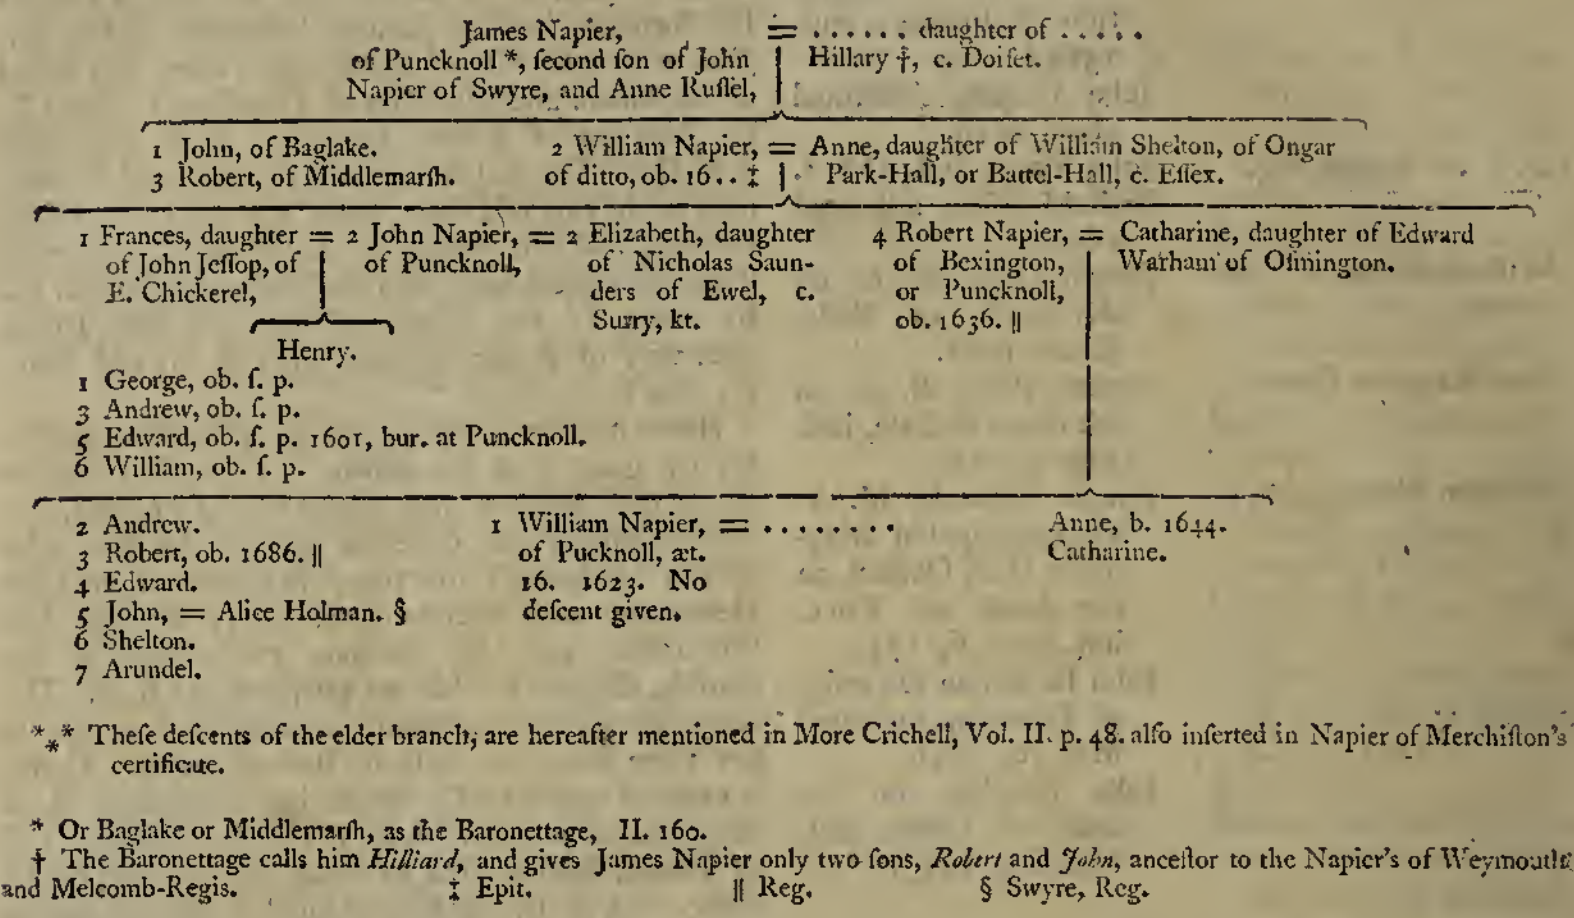 James Napier, = ...... daughter of .....
of Puncknoll *, ſecond ſon of John Hillary †, c. Dorſet.
Napier of Swyre, and Anne Ruſſel,
1 John, of Baglake. 2 William Napier, = Anne, daughter of William Shelton, of Ongar
3 Robert, of Middlemarſh. of ditto, ob. 16.. ‡ Park-Hall, or Battel-Hall, c. Eſſex.
1 Frances, daughter = 2 John Napier, = 2 Elizabeth, daughter 4 Robert Napier, = Catharine, daughter of Edward
of John Jeſſop, of of Puncknoll, of Nicholas Saun- of Bexington, Warham of Oſmington.
E. Chickerel, ders of Ewel, c. or Puncknoll,
Surry, kt. ob. 1636. ||
Henry.
1 George, ob. ſ. p.
3 Andrew, ob. ſ. p.
5 Edward, ob. ſ. p. 1601, bur. at Puncknoll.
6 William, ob. ſ. p.
2 Andrew. 1 William Napier, = ........ Anne, b. 1644.
3 Robert, ob. 1686. || of Pucknoll, æt. Catharine.
4 Edward. 16. 1623. No
5 John, = Alice Holman. § deſcent given.
6 Shelton.
7 Arundel.
*** Theſe deſcents of the elder branch, are hereafter mentioned in More Crichell, Vol. II. p. 48. alſo inſerted in Napier of Merchiſton's
certificate.
* Or Baglake or Middlemarſh, as the Baronettage, II. 160.
† The Baronettage calls him Hilliard, and gives James Napier only two ſons, Robert and John, anceſtor to the Napier's of Weymouth
and Melcomb-Regis. ‡ Epit. || Reg. § Swyre, Reg.